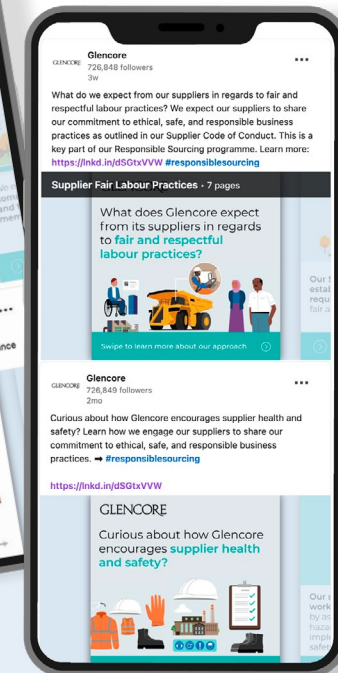 Glencore
GLENCORE
726,848 followers
3w
What do we expect from our suppliers in regards to fair and
respectful labour practices? We expect our suppliers to share
our commitment to ethical, safe, and responsible business
practices as outlined in our Supplier Code of Conduct. This is a
key part of our Responsible Sourcing programme. Learn more:
https://lnkd.in/dSGtxVVW #responsiblesourcing
Supplier Fair Labour Practices • 7 pages
What does Glencore expect
from its suppliers in regards
to fair and respectful
labour practices?
Swipe to learn more about our approach
Glencore
GLENCORE
726,849 followers
2mo
Curious about how Glencore encourages supplier health and
safety? Learn how we engage our suppliers to share our
commitment to ethical, safe, and responsible business
practices. ➡ #responsiblesourcing
https://lnkd.in/dSGtxVVW
GLENCORE
Curious about how Glencore
encourages supplier health
and safety?